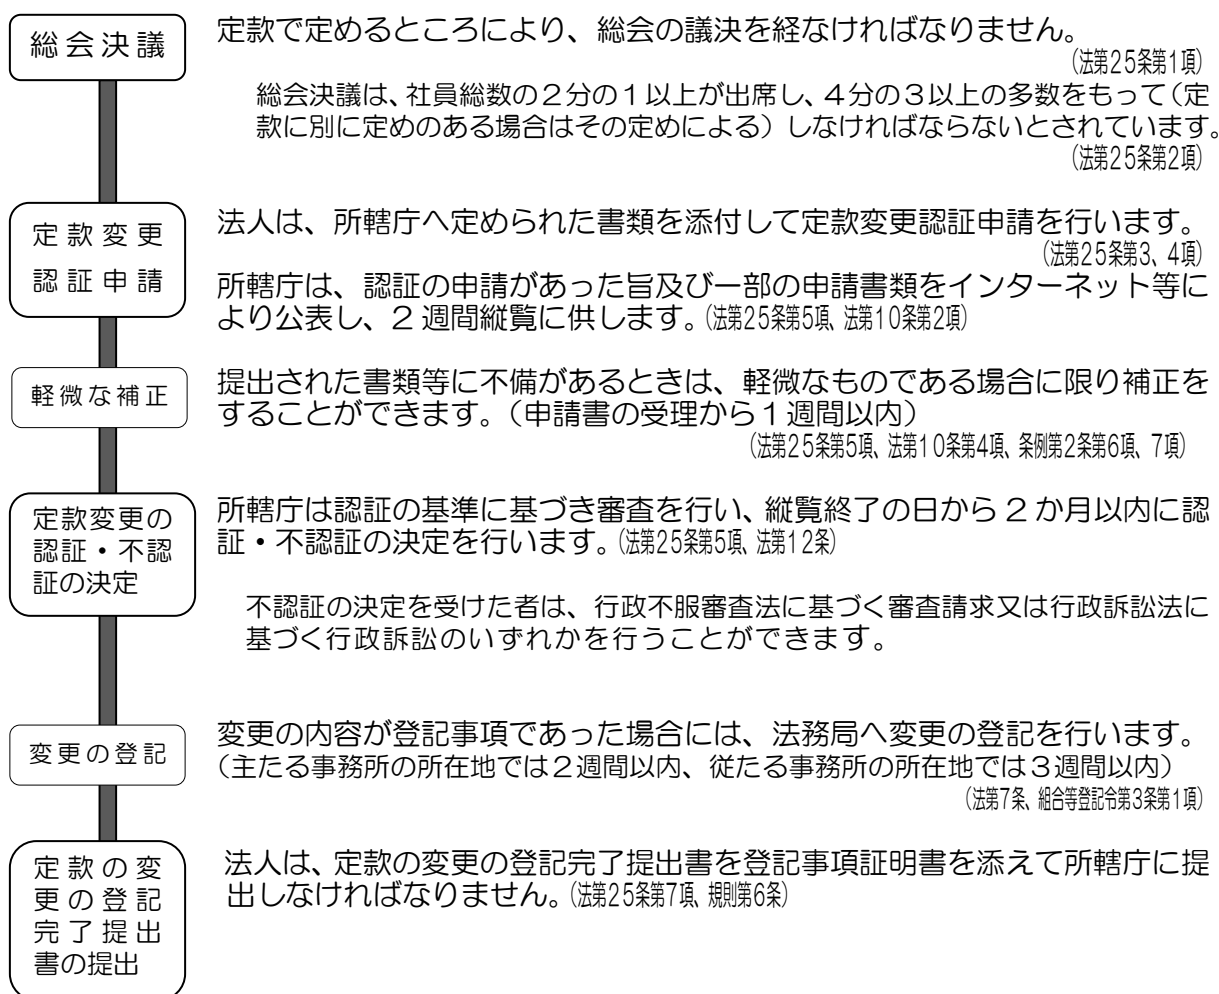 総会決議
定款で定めるところにより、総会の議決を経なければなりません。
(法第25条第1項)
総会決議は、社員総数の2分の1以上が出席し、4分の3以上の多数をもって(定
款に別に定めのある場合はその定めによる)しなければならないとされています。
(法第25条第2項)
定款変更
認証申請
法人は、所轄庁へ定められた書類を添付して定款変更認証申請を行います。
(法第25条第3、4項)
所轄庁は、認証の申請があった旨及び一部の申請書類をインターネット等に
より公表し、2週間縦覧に供します。(法第25条第5項、法第10条第2項)
軽微な補正
提出された書類等に不備があるときは、軽微なものである場合に限り補正を
することができます。(申請書の受理から1週間以内)
(法第25条第5項、法第10条第4項、条例第2条第6項、7項)
定款変更の
認証・不認
証の決定
所轄庁は認証の基準に基づき審査を行い、縦覧終了の日から2か月以内に認
証・不認証の決定を行います。(法第25条第5項、法第12条)
不認証の決定を受けた者は、行政不服審査法に基づく審査請求又は行政訴訟法に
基づく行政訴訟のいずれかを行うことができます。
変更の登記
変更の内容が登記事項であった場合には、法務局へ変更の登記を行います。
(主たる事務所の所在地では2週間以内、従たる事務所の所在地では3週間以内)
(法第7条、組合等登記令第3条第1項)
定款の変
更の登記
完了提出
書の提出
法人は、定款の変更の登記完了提出書を登記事項証明書を添えて所轄庁に提
出しなければなりません。(法第25条第7項、規則第6条)